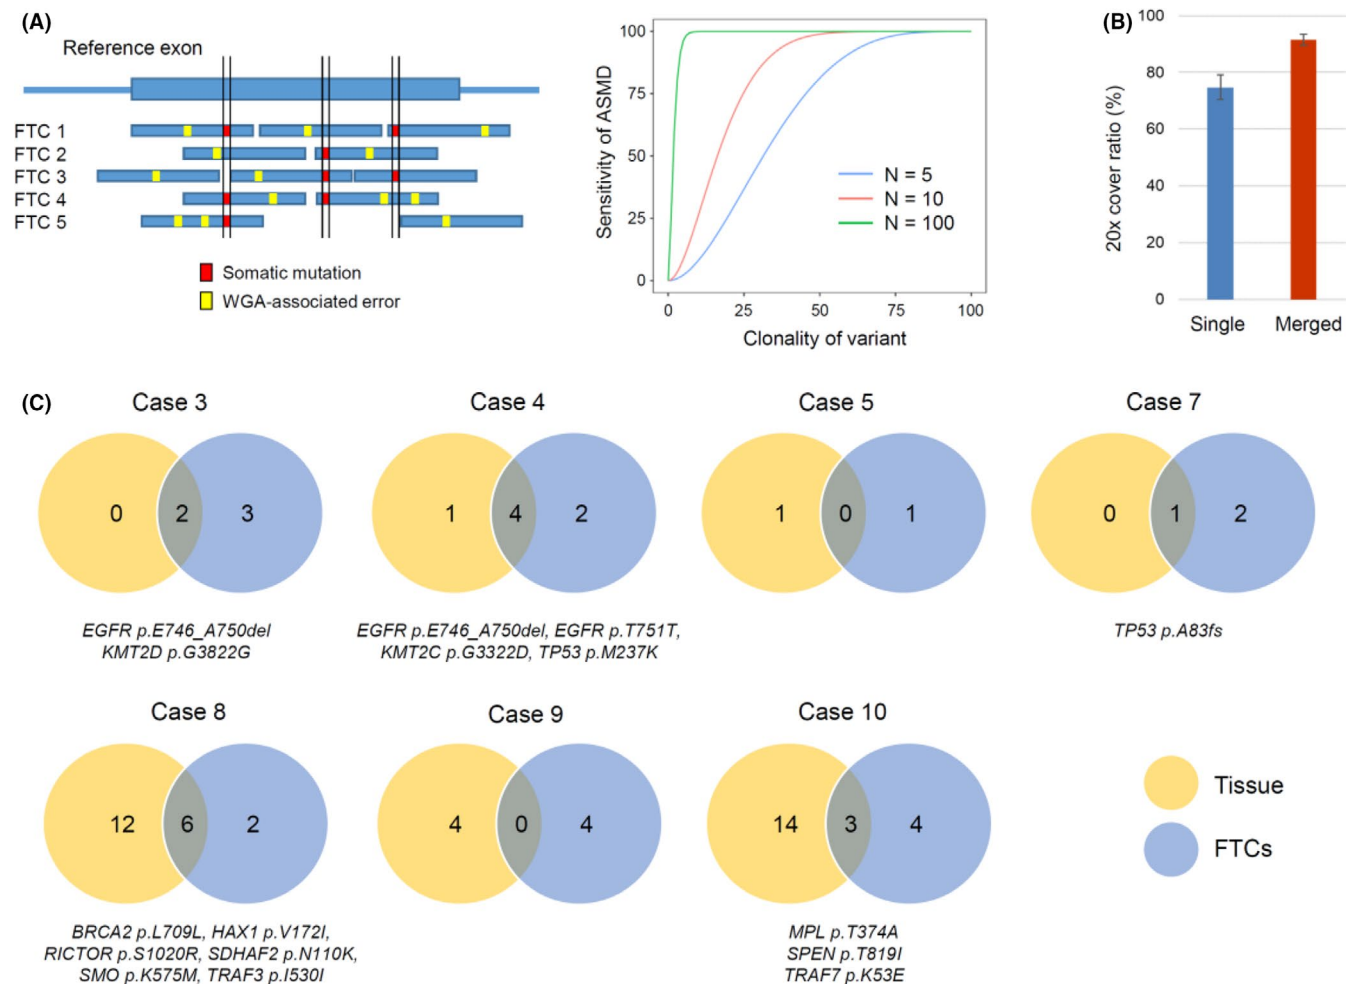 (A)
Reference exon
FTC 1
FTC 2
FTC 3
FTC 4
FTC 5
Somatic mutation
WGA-associated error
Sensitivity of ASMD
100
75
50
25
0
N = 5
N = 10
N = 100
0 25 50 75 100
Clonality of variant
(B)
20x cover ratio (%)
100
80
60
40
20
0
Single Merged
(C)
Case 3
0 2 3
EGFR p.E746_A750del
KMT2D p.G3822G
Case 4
1 4 2
EGFR p.E746_A750del, EGFR p.T751T,
KMT2C p.G3322D, TP53 p.M237K
Case 5
1 0 1
Case 7
0 1 2
TP53 p.A83fs
Case 8
12 6 2
BRCA2 p.L709L, HAX1 p.V172I,
RICTOR p.S1020R, SDHAF2 p.N110K,
SMO p.K575M, TRAF3 p.I530I
Case 9
4 0 4
Case 10
14 3 4
MPL p.T374A
SPEN p.T819I
TRAF7 p.K53E
Tissue
FTCs